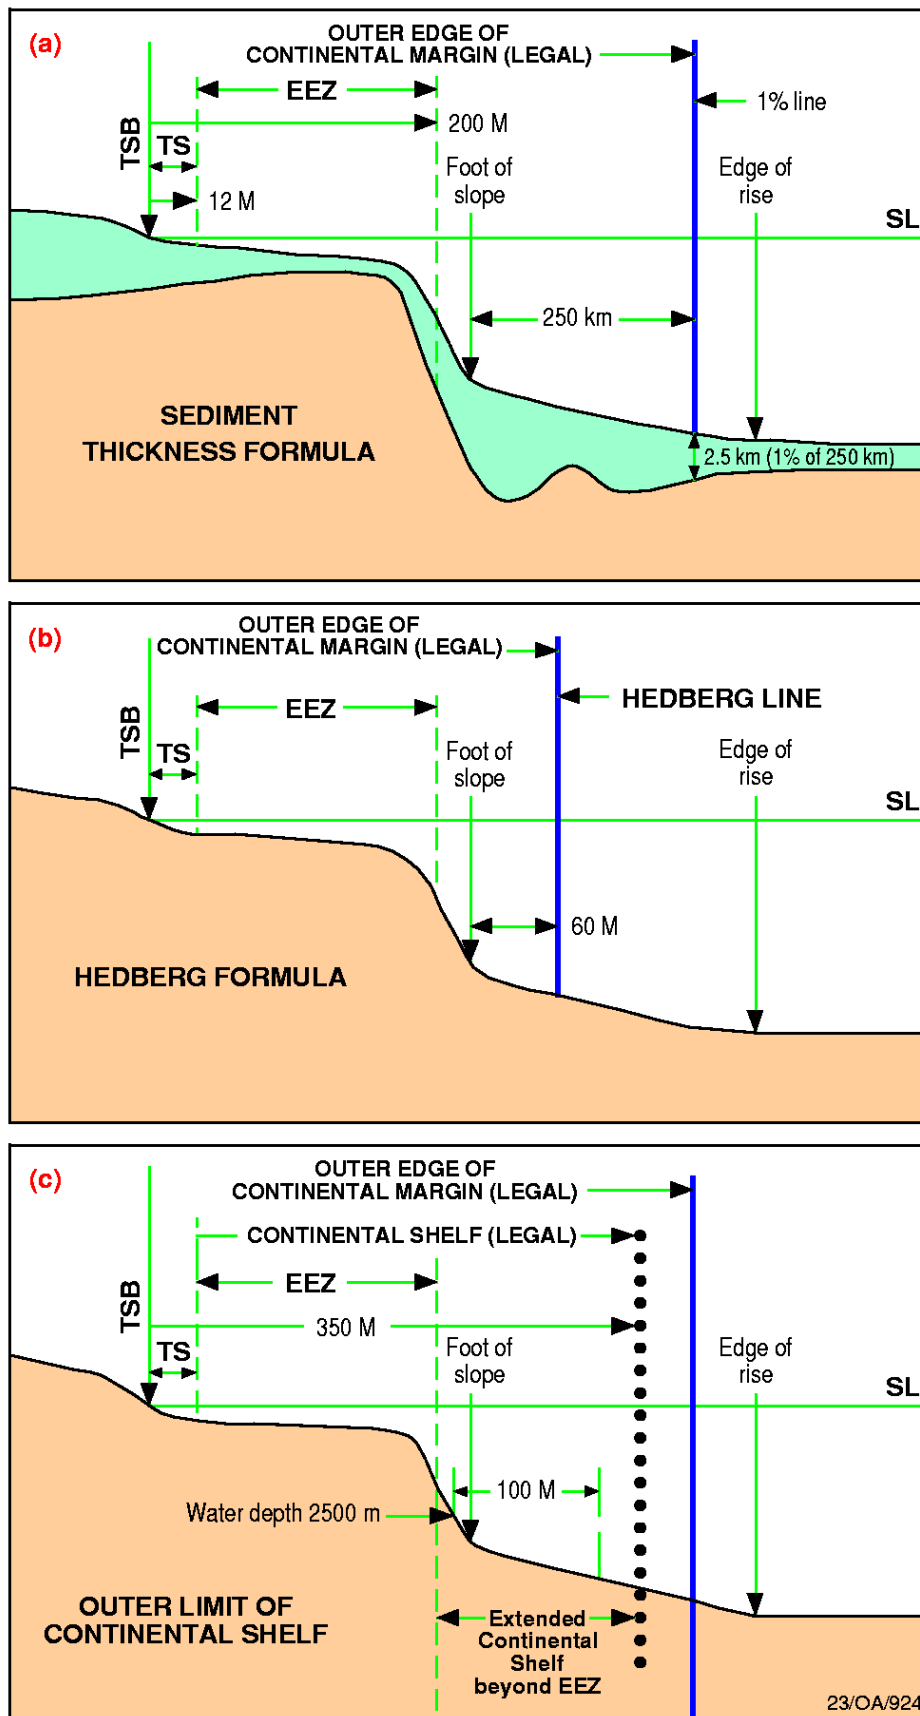 (a)
OUTER EDGE OF
CONTINENTAL MARGIN (LEGAL)
EEZ
1% line
200 M
TSB
TS
Foot of
slope
Edge of
rise
12 M
SL
250 km
SEDIMENT
THICKNESS FORMULA
2.5 km (1% of 250 km)
(b)
OUTER EDGE OF
CONTINENTAL MARGIN (LEGAL)
HEDBERG LINE
EEZ
TSB
TS
Foot of
slope
Edge of
rise
SL
60 M
HEDBERG FORMULA
(c)
OUTER EDGE OF
CONTINENTAL MARGIN (LEGAL)
CONTINENTAL SHELF (LEGAL)
EEZ
TSB
350 M
TS
Foot of
slope
Edge of
rise
SL
100 M
Water depth 2500 m
OUTER LIMIT OF
CONTINENTAL SHELF
Extended
Continental
Shelf
beyond EEZ
23/OA/924